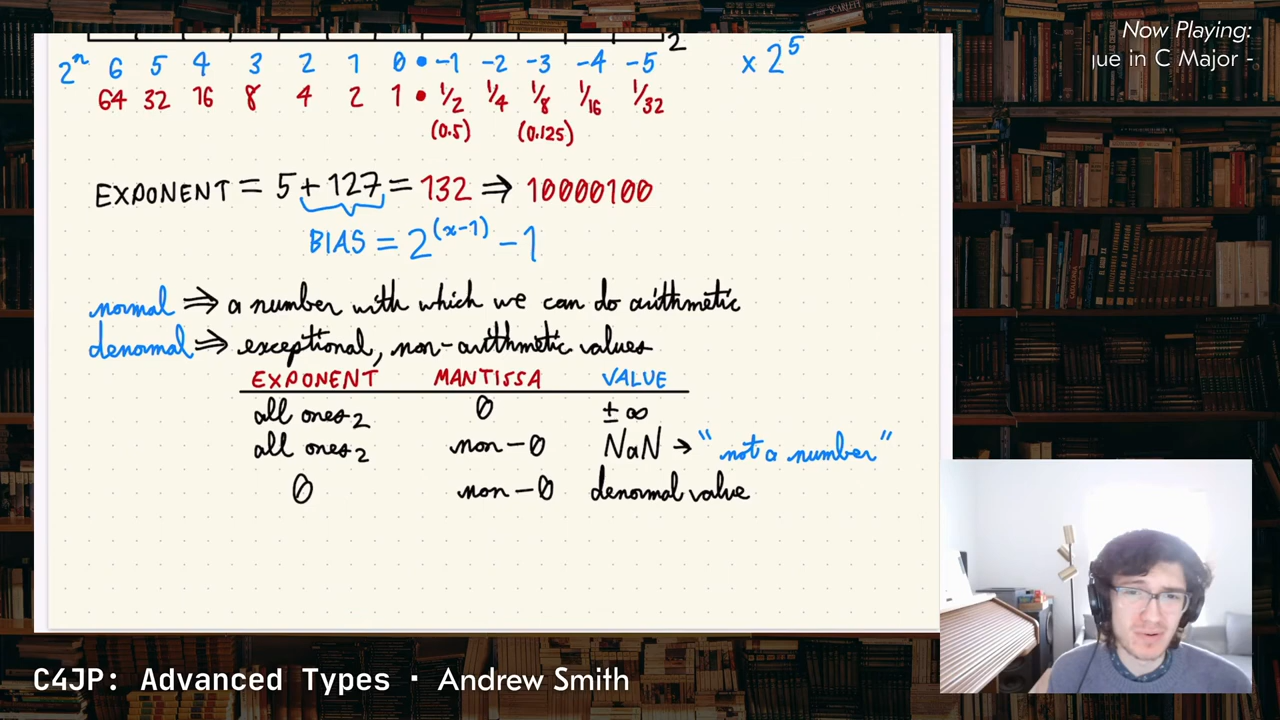 Now Playing:
ue in C Major -
2
2ⁿ 6 5 4 3 2 1 0 • -1 -2 -3 -4 -5 x 2⁵
64 32 16 8 4 2 1 • 1/2 1/4 1/8 1/16 1/32
(0.5) (0.125)
EXPONENT = 5 + 127 = 132 ⇒ 10000100
BIAS = 2^(x-1) - 1
normal ⇒ a number with which we can do arithmetic
denormal ⇒ exceptional, non-arithmetic values
EXPONENT MANTISSA VALUE
all ones₂ 0 ± ∞
all ones₂ non-0 NaN → "not a number"
0 non-0 denormal value
C4JP: Advanced Types · Andrew Smith